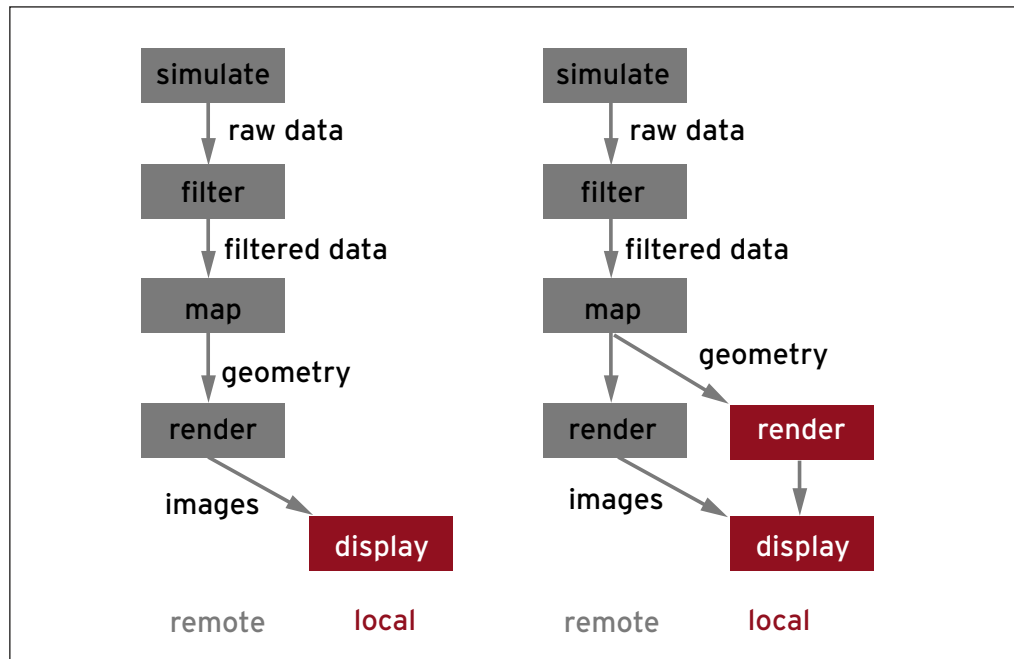 simulate
raw data
filter
filtered data
map
geometry
render
images
display
remote local
simulate
raw data
filter
filtered data
map
geometry
render render
images
display
remote local